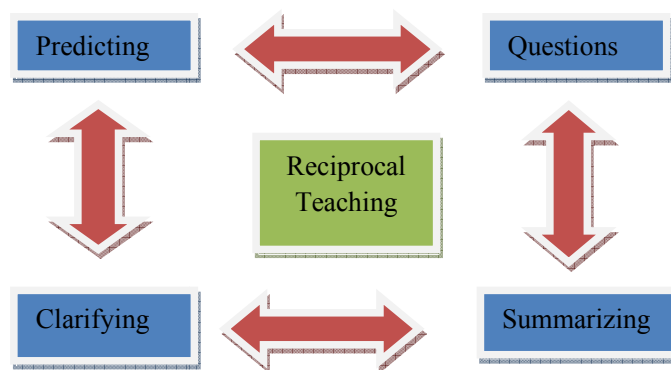 Predicting
Questions
Reciprocal
Teaching
Clarifying
Summarizing